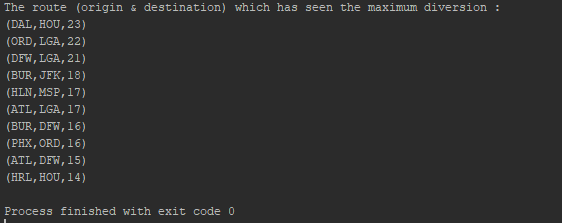 The route (origin & destination) which has seen the maximum diversion :
(DAL,HOU,23)
(ORD,LGA,22)
(DFW,LGA,21)
(BUR,JFK,18)
(HLN,MSP,17)
(ATL,LGA,17)
(BUR,DFW,16)
(PHX,ORD,16)
(ATL,DFW,15)
(HRL,HOU,14)
Process finished with exit code 0